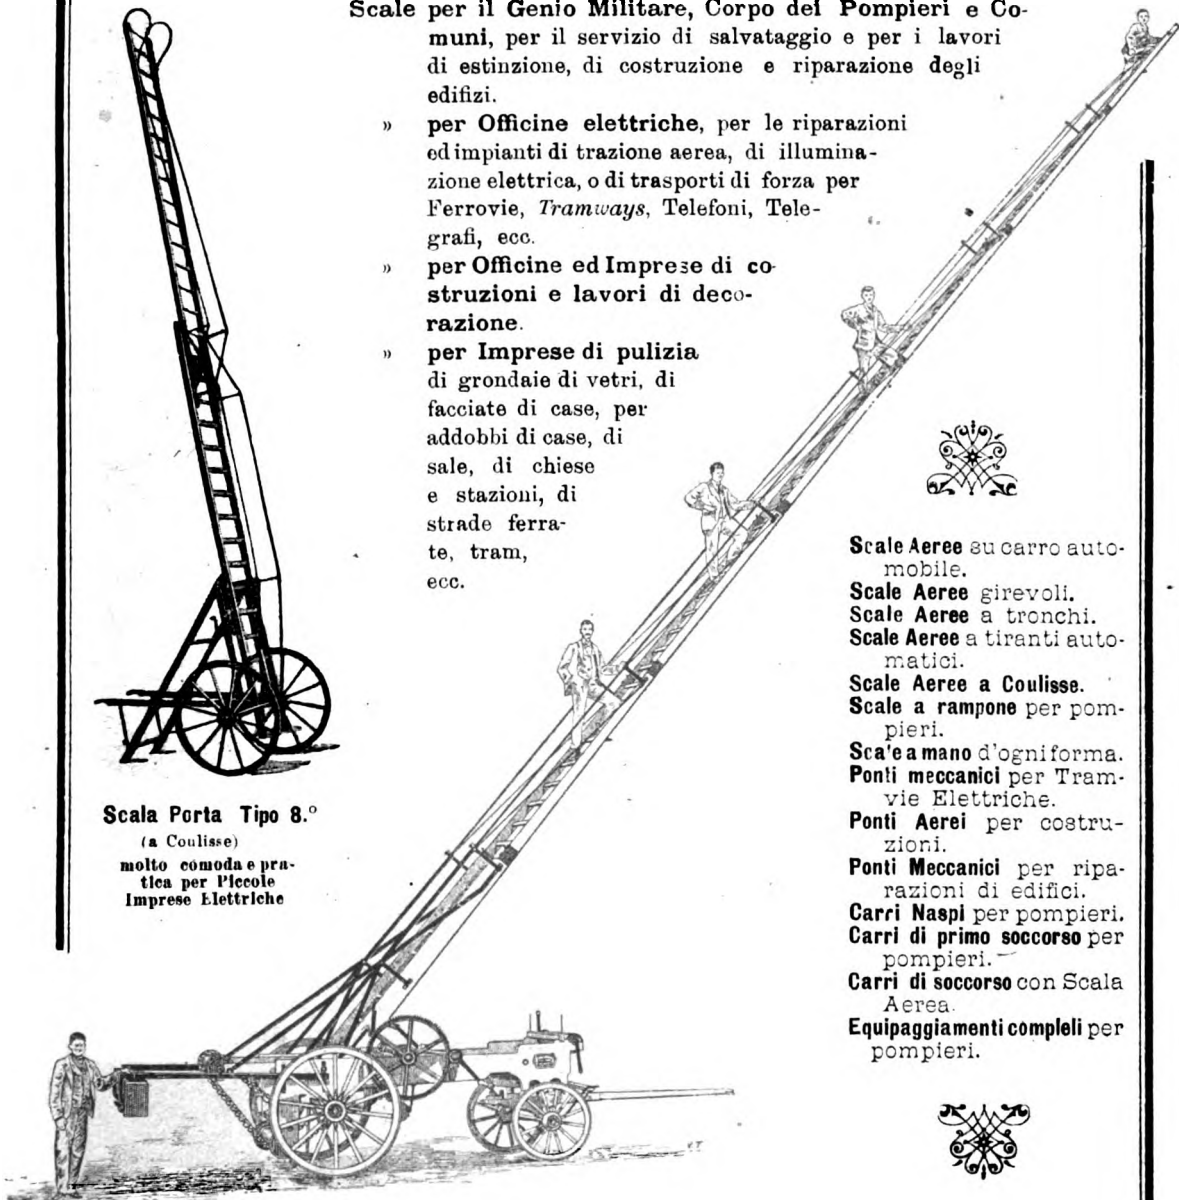 Scale per il Genio Militare, Corpo dei Pompieri e Co-
muni, per il servizio di salvataggio e per i lavori
di estinzione, di costruzione e riparazione degli
edifizi.
» per Officine elettriche, per le riparazioni
ed impianti di trazione aerea, di illumina-
zione elettrica, o di trasporti di forza per
Ferrovie, Tramways, Telefoni, Tele-
grafi, ecc.
» per Officine ed Imprese di co-
struzioni e lavori di deco-
razione.
» per Imprese di pulizia
di grondaie di vetri, di
facciate di case, per
addobbi di case, di
sale, di chiese
e stazioni, di
strade ferra-
te, tram,
ecc.
Scala Porta Tipo 8.º
(a Coulisse)
molto comoda e pra-
tica per Piccole
Imprese Elettriche
Scale Aeree su carro auto-
mobile.
Scale Aeree girevoli.
Scale Aeree a tronchi.
Scale Aeree a tiranti auto-
matici.
Scale Aeree a Coulisse.
Scale a rampone per pom-
pieri.
Sca'e a mano d'ogni forma.
Ponti meccanici per Tram-
vie Elettriche.
Ponti Aerei per costru-
zioni.
Ponti Meccanici per ripa-
razioni di edifici.
Carri Naspi per pompieri.
Carri di primo soccorso per
pompieri.
Carri di soccorso con Scala
Aerea.
Equipaggiamenti completi per
pompieri.